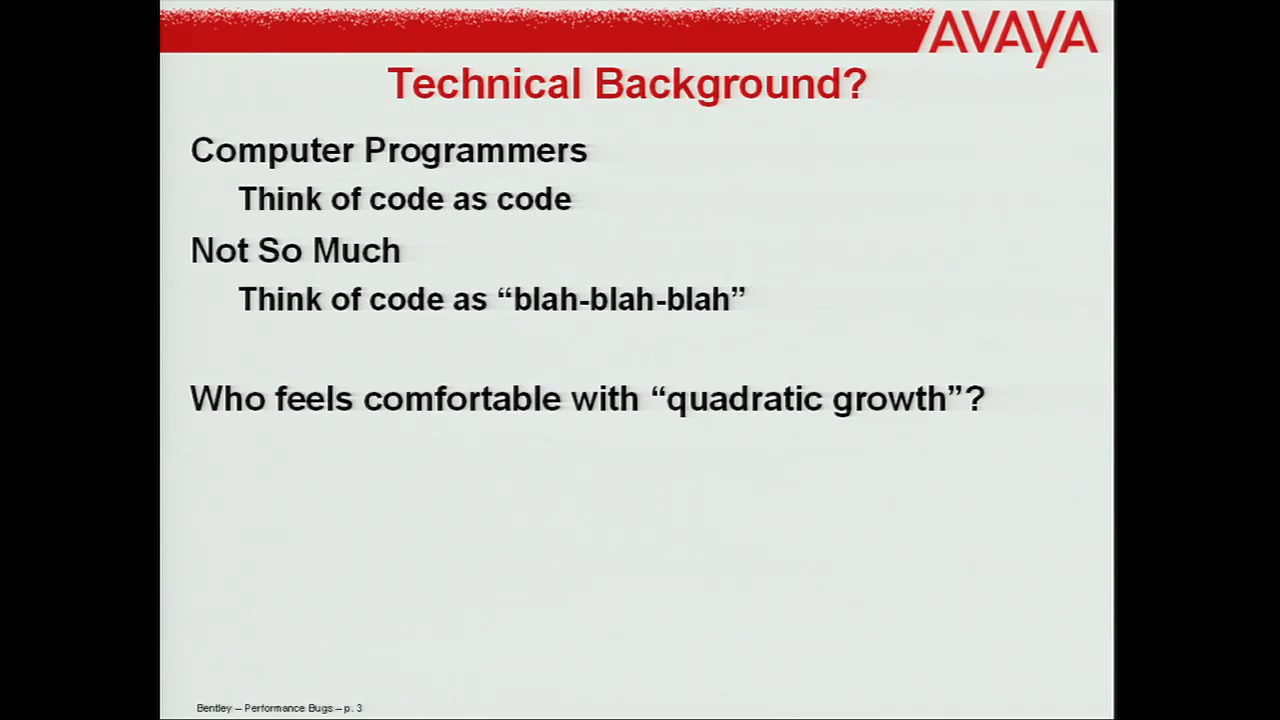 AVAYA
Technical Background?
Computer Programmers
Think of code as code
Not So Much
Think of code as “blah-blah-blah”
Who feels comfortable with “quadratic growth”?
Bentley – Performance Bugs – p. 3